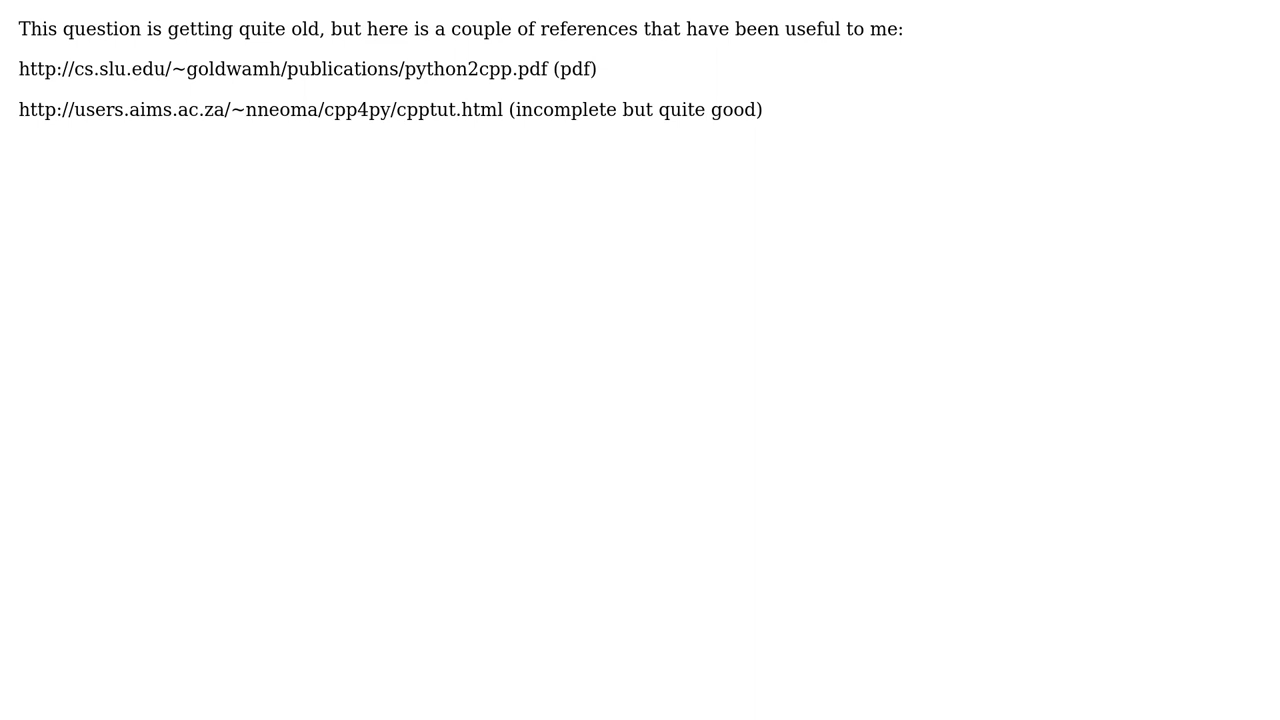 This question is getting quite old, but here is a couple of references that have been useful to me:
http://cs.slu.edu/~goldwamh/publications/python2cpp.pdf (pdf)
http://users.aims.ac.za/~nneoma/cpp4py/cpptut.html (incomplete but quite good)